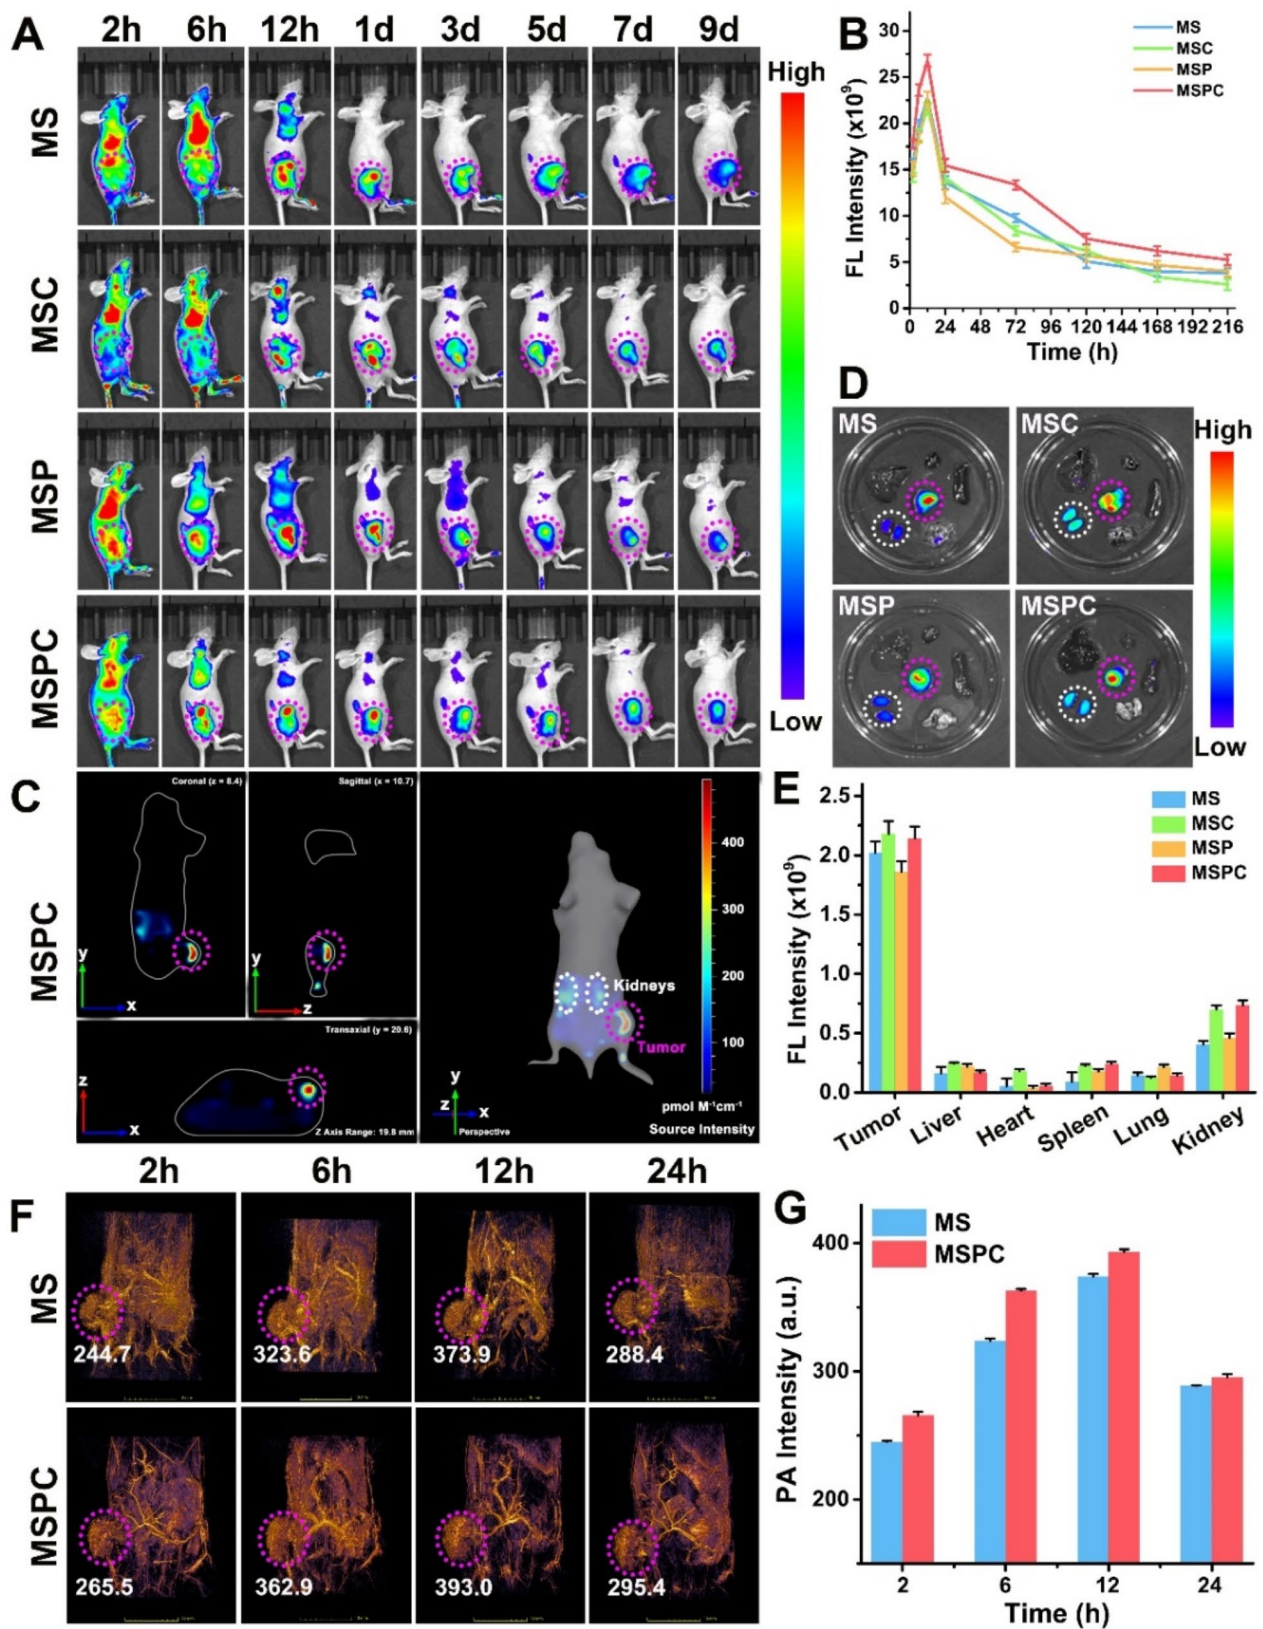 A
2h 6h 12h 1d 3d 5d 7d 9d
MS
MSC
MSP
MSPC
High
Low
B
FL Intensity (x10⁹)
30
25
20
15
10
5
0
0 24 48 72 96 120 144 168 192 216
Time (h)
MS
MSC
MSP
MSPC
C
MSPC
Coronal (z = 8.4)
y
x
Sagittal (x = 10.7)
y
z
Transaxial (y = 20.6)
z
x
Z Axis Range: 19.8 mm
Kidneys
Tumor
y
z x
Perspective
400
300
200
100
pmol M⁻¹cm⁻¹
Source Intensity
D
MS
MSC
MSP
MSPC
High
Low
E
FL Intensity (x10⁹)
2.5
2.0
1.5
1.0
0.5
0.0
Tumor Liver Heart Spleen Lung Kidney
MS
MSC
MSP
MSPC
F
2h 6h 12h 24h
MS
244.7 323.6 373.9 288.4
MSPC
265.5 362.9 393.0 295.4
G
PA Intensity (a.u.)
400
300
200
2 6 12 24
Time (h)
MS
MSPC